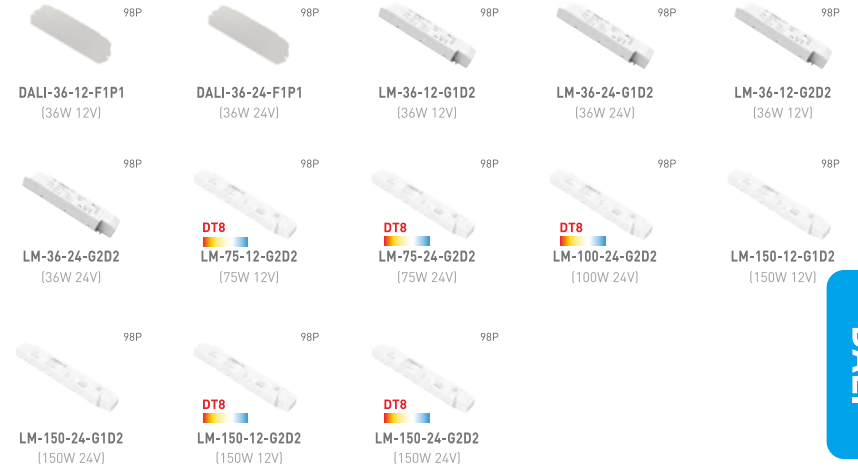 98P 98P 98P 98P 98P
DALI-36-12-F1P1 DALI-36-24-F1P1 LM-36-12-G1D2 LM-36-24-G1D2 LM-36-12-G2D2
(36W 12V) (36W 24V) (36W 12V) (36W 24V) (36W 12V)
98P 98P 98P 98P 98P
DT8 DT8 DT8
LM-36-24-G2D2 LM-75-12-G2D2 LM-75-24-G2D2 LM-100-24-G2D2 LM-150-12-G1D2
(36W 24V) (75W 12V) (75W 24V) (100W 24V) (150W 12V)
98P 98P 98P
DT8 DT8
LM-150-24-G1D2 LM-150-12-G2D2 LM-150-24-G2D2
(150W 24V) (150W 12V) (150W 24V)